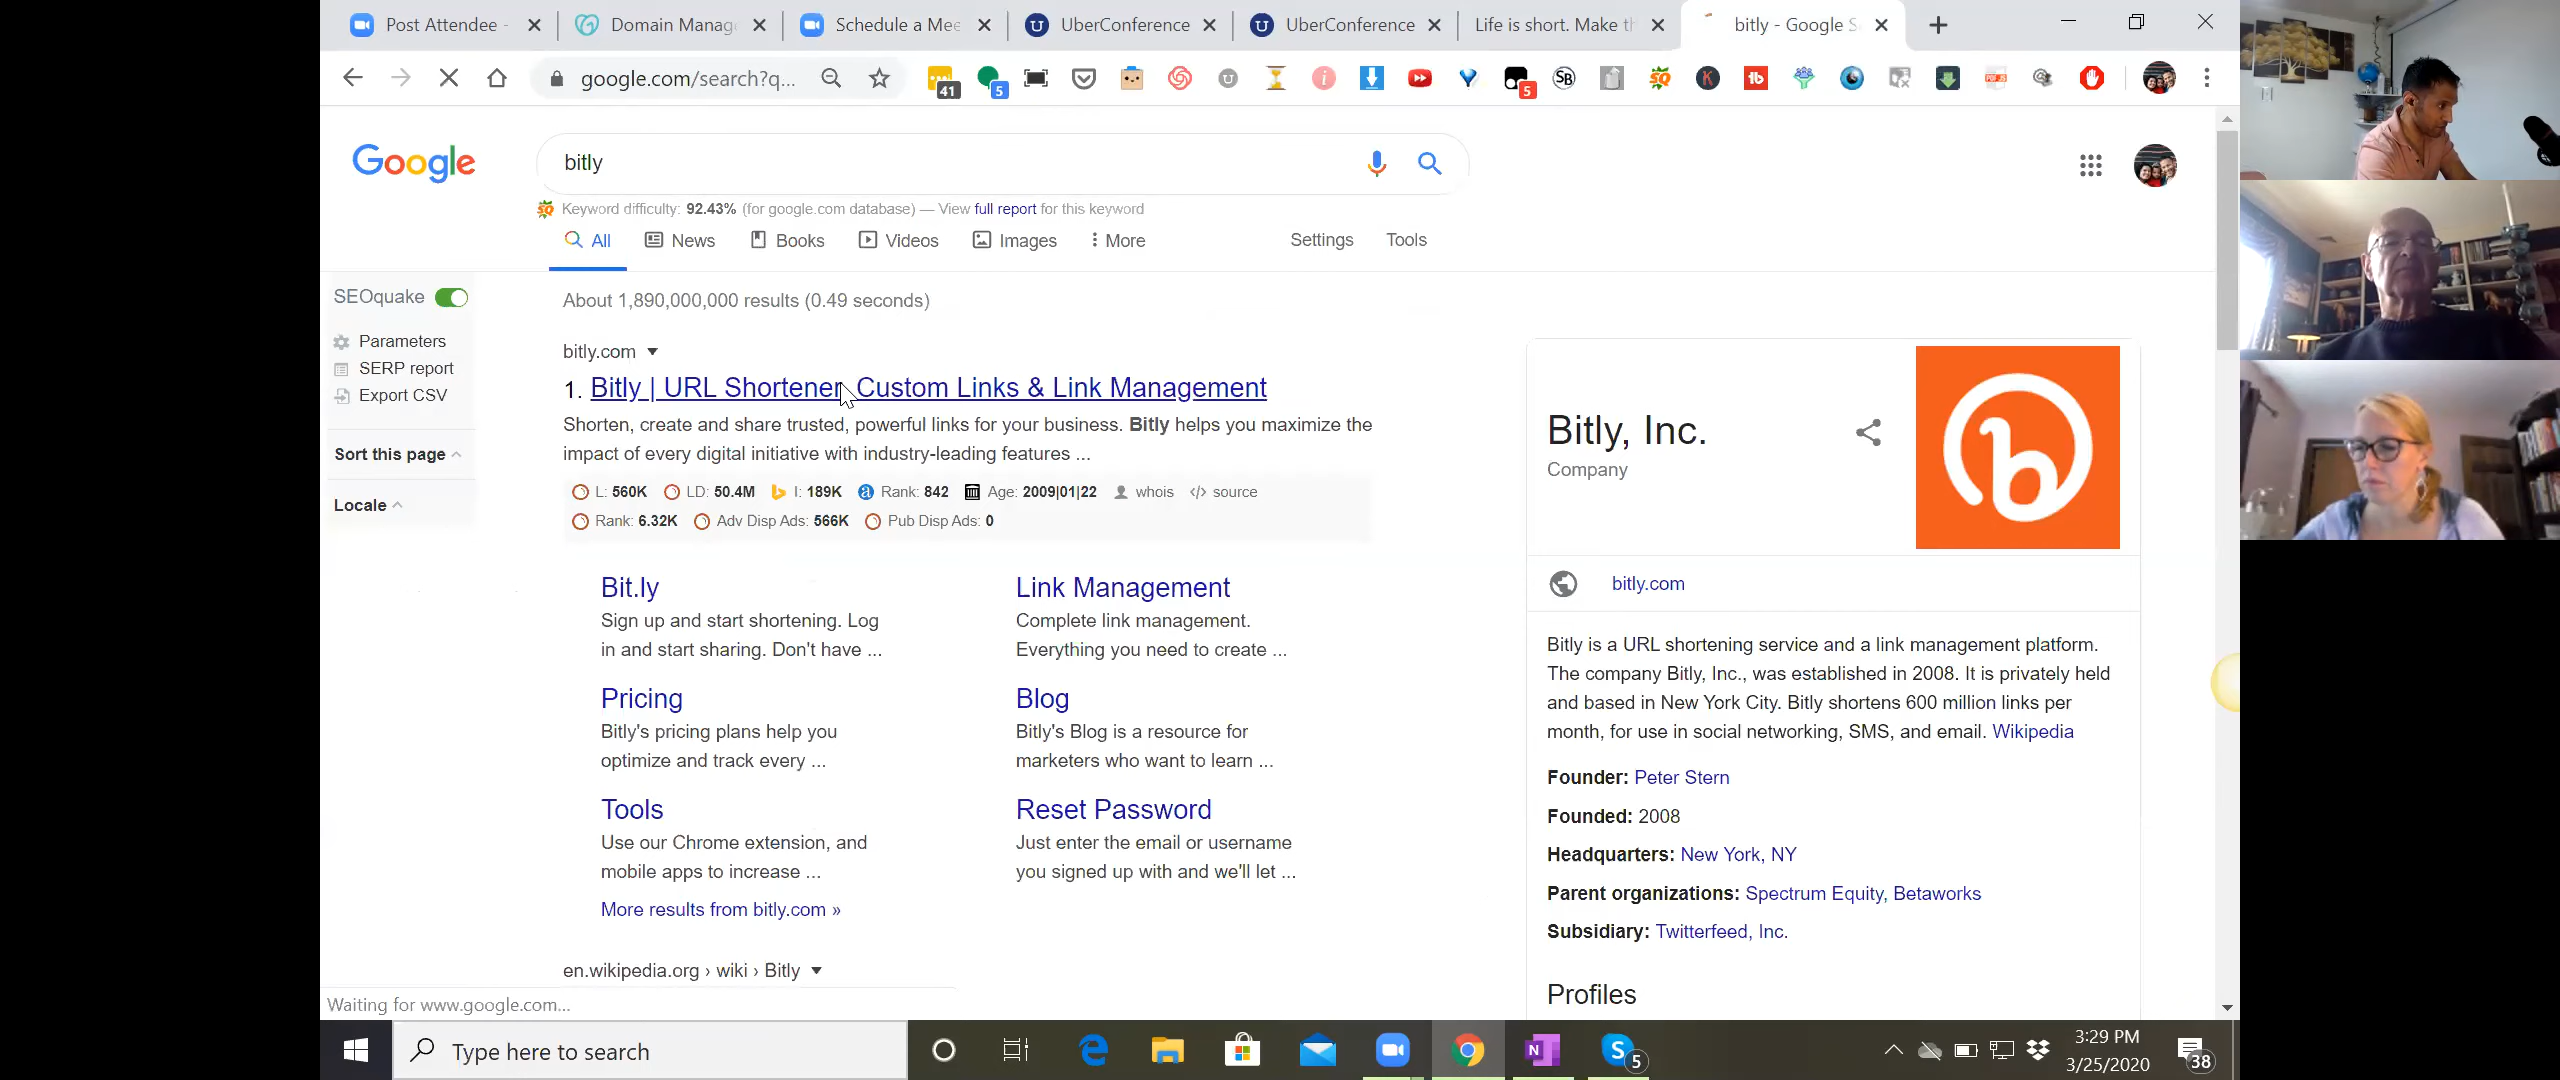 Post Attendee -
Domain Manag
Schedule a Mee
UberConference
UberConference
Life is short. Make th
bitly - Google S
google.com/search?q...
41
5
5
SB
Google
bitly
Keyword difficulty: 92.43% (for google.com database) — View full report for this keyword
All
News
Books
Videos
Images
More
Settings
Tools
SEOquake
Parameters
SERP report
Export CSV
Sort this page
Locale
About 1,890,000,000 results (0.49 seconds)
bitly.com
1. Bitly | URL Shortener, Custom Links & Link Management
Shorten, create and share trusted, powerful links for your business. Bitly helps you maximize the
impact of every digital initiative with industry-leading features ...
L: 560K LD: 50.4M I: 189K Rank: 842 Age: 2009|01|22 whois </> source
Rank: 6.32K Adv Disp Ads: 566K Pub Disp Ads: 0
Bit.ly
Sign up and start shortening. Log
in and start sharing. Don't have ...
Link Management
Complete link management.
Everything you need to create ...
Pricing
Bitly's pricing plans help you
optimize and track every ...
Blog
Bitly's Blog is a resource for
marketers who want to learn ...
Tools
Use our Chrome extension, and
mobile apps to increase ...
Reset Password
Just enter the email or username
you signed up with and we'll let ...
More results from bitly.com »
en.wikipedia.org › wiki › Bitly
Bitly, Inc.
Company
b
bitly.com
Bitly is a URL shortening service and a link management platform.
The company Bitly, Inc., was established in 2008. It is privately held
and based in New York City. Bitly shortens 600 million links per
month, for use in social networking, SMS, and email. Wikipedia
Founder: Peter Stern
Founded: 2008
Headquarters: New York, NY
Parent organizations: Spectrum Equity, Betaworks
Subsidiary: Twitterfeed, Inc.
Profiles
Waiting for www.google.com...
Type here to search
5
3:29 PM
3/25/2020
38